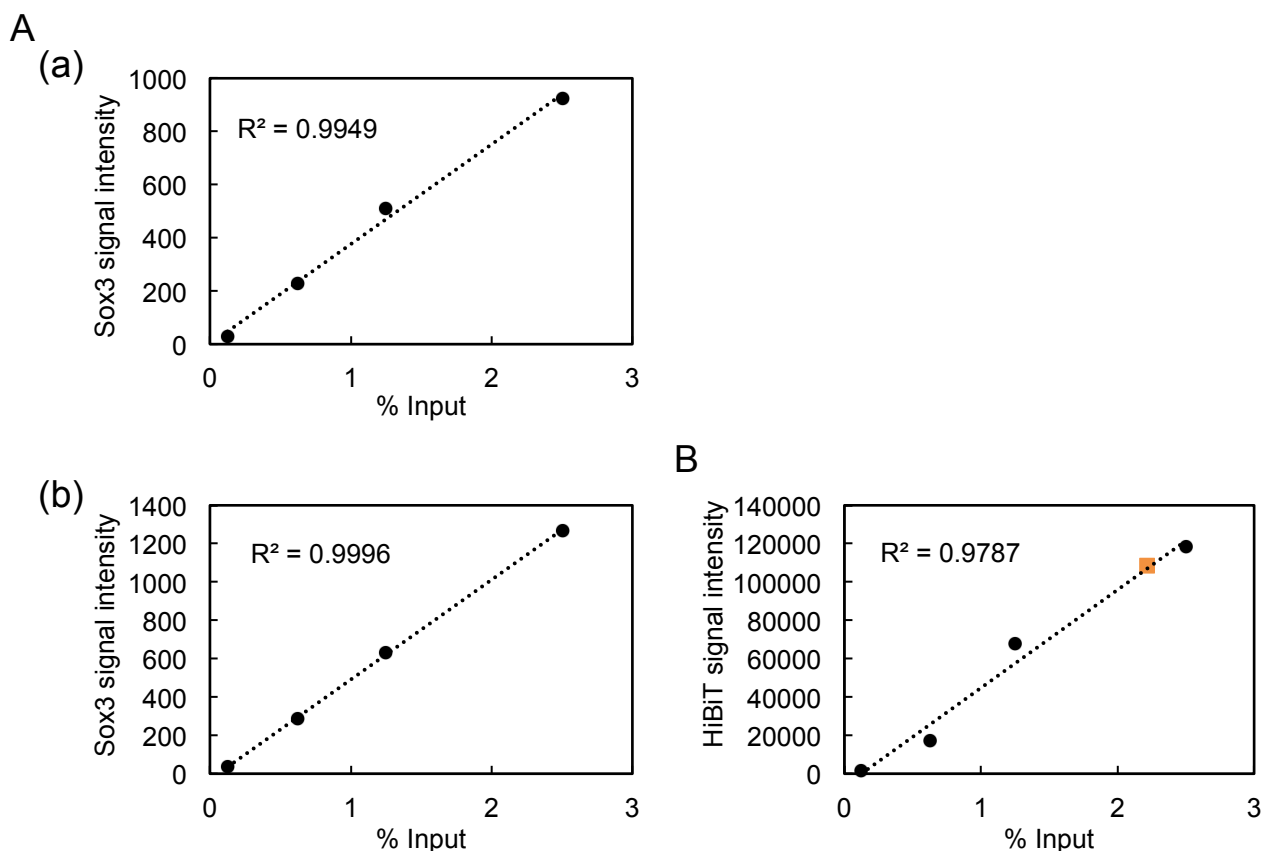 A
(a)
Sox3 signal intensity
1000
800
600
400
200
0
R² = 0.9949
0 1 2 3
% Input
(b)
Sox3 signal intensity
1400
1200
1000
800
600
400
200
0
R² = 0.9996
0 1 2 3
% Input
B
HiBiT signal intensity
140000
120000
100000
80000
60000
40000
20000
0
R² = 0.9787
0 1 2 3
% Input